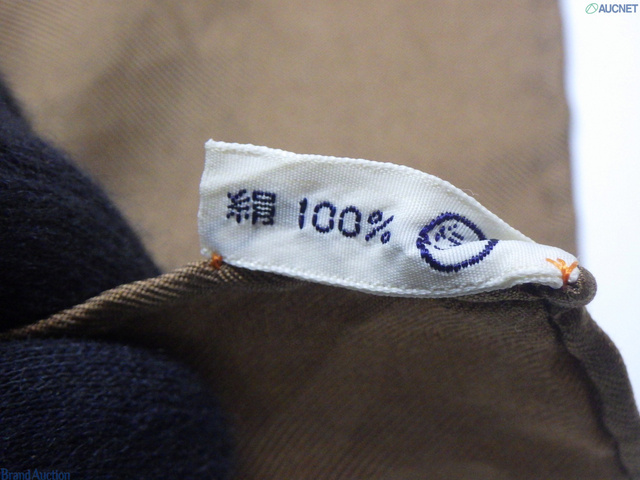 AUCNET
絹 100%
BrandAuction